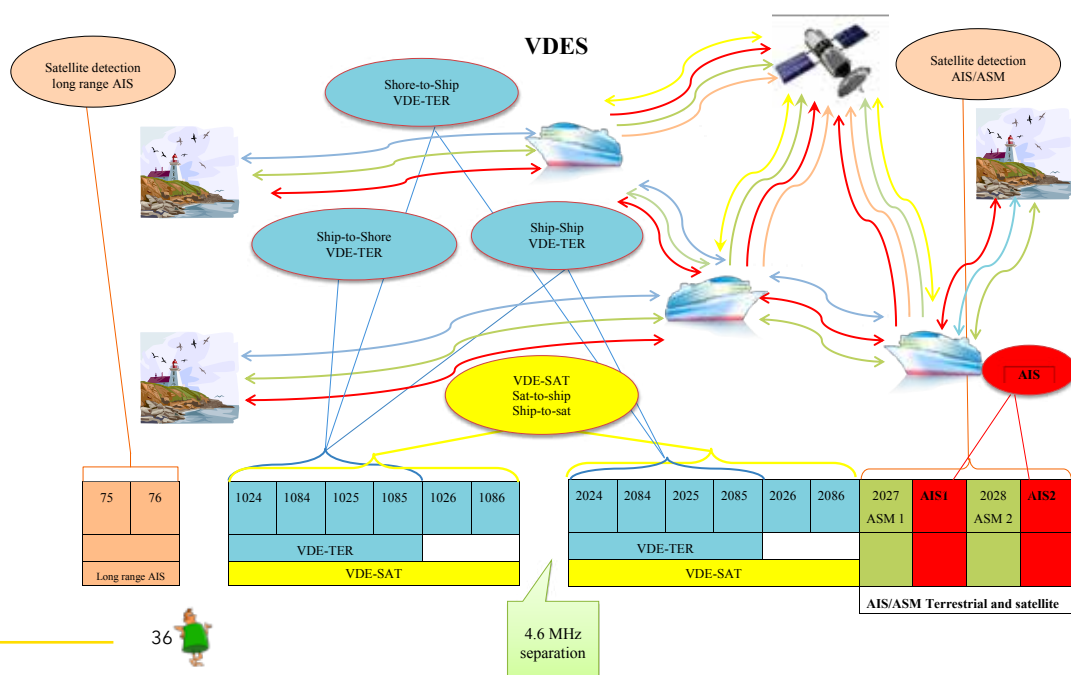 VDES
Satellite detection
long range AIS
Shore-to-Ship
VDE-TER
Satellite detection
AIS/ASM
Ship-to-Shore
VDE-TER
Ship-Ship
VDE-TER
VDE-SAT
Sat-to-ship
Ship-to-sat
AIS
75 76
1024 1084 1025 1085 1026 1086
2024 2084 2025 2085 2026 2086
2027 AIS1 2028 AIS2
ASM 1 ASM 2
VDE-TER
VDE-TER
Long range AIS
VDE-SAT
VDE-SAT
AIS/ASM Terrestrial and satellite
4.6 MHz
separation
36